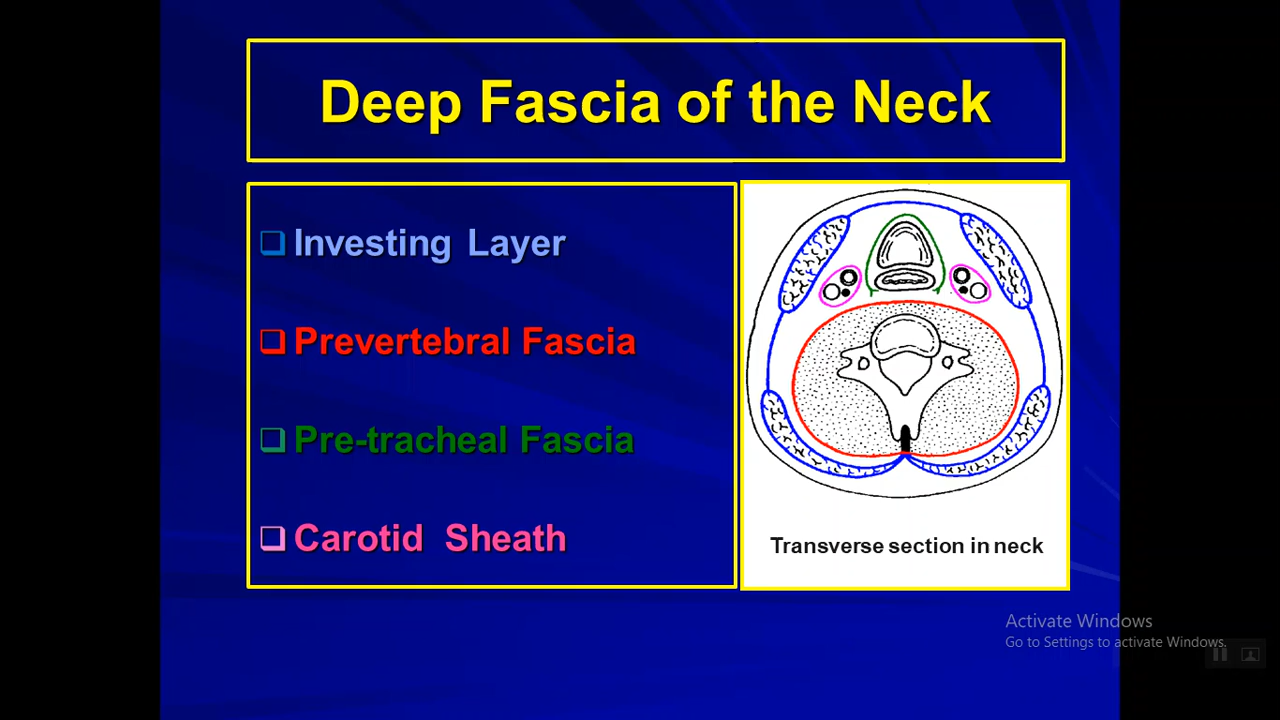 Deep Fascia of the Neck
Investing Layer
Prevertebral Fascia
Pre-tracheal Fascia
Carotid Sheath
Transverse section in neck
Activate Windows
Go to Settings to activate Windows.